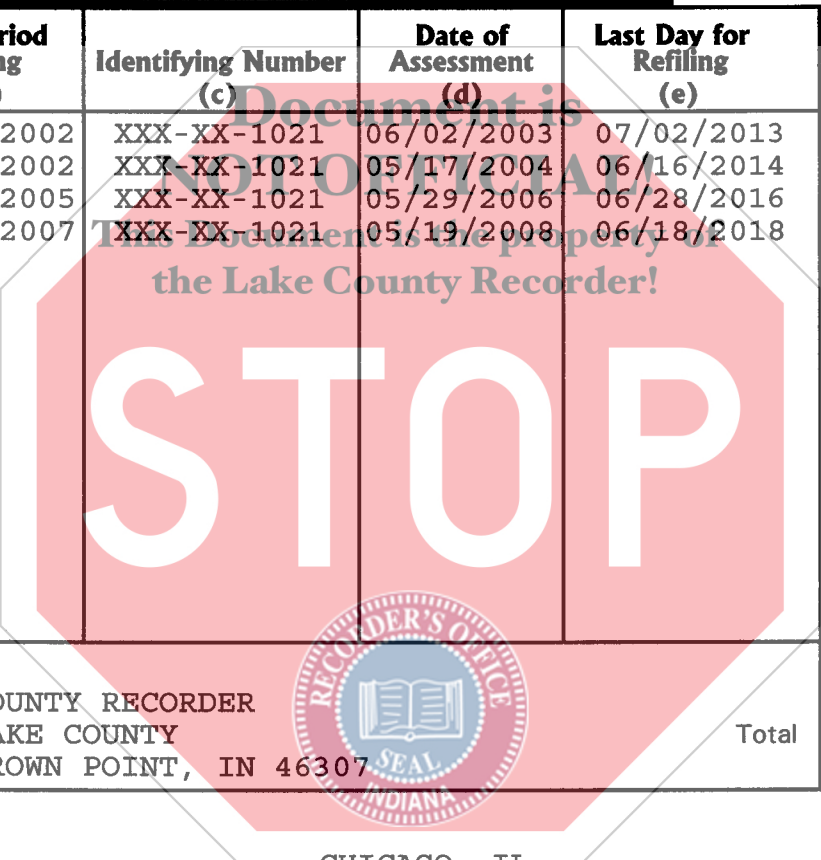 riod Date of Last Day for
ng Identifying Number Assessment Refiling
(c) (d) (e)
Document is
2002 XXX-XX-1021 06/02/2003 07/02/2013
2002 XXX-XX-1021 05/17/2004 06/16/2014
NOT OFFICIAL!
2005 XXX-XX-1021 05/29/2006 06/28/2016
2007 XXX-XX-1021 05/19/2008 06/18/2018
This Document is the property of
the Lake County Recorder!
STOP
RECORDER'S OFFICE
SEAL
INDIANA
OUNTY RECORDER
AKE COUNTY Total
ROWN POINT, IN 46307